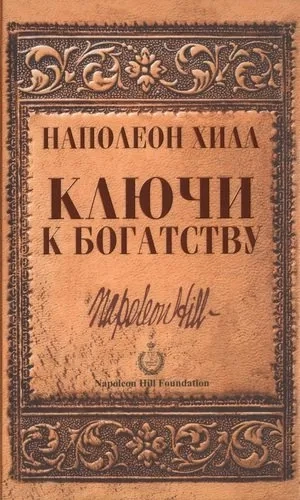 НАПОЛЕОН ХИЛЛ
КЛЮЧИ
К БОГАТСТВУ
Napoleon Hill
Napoleon Hill Foundation